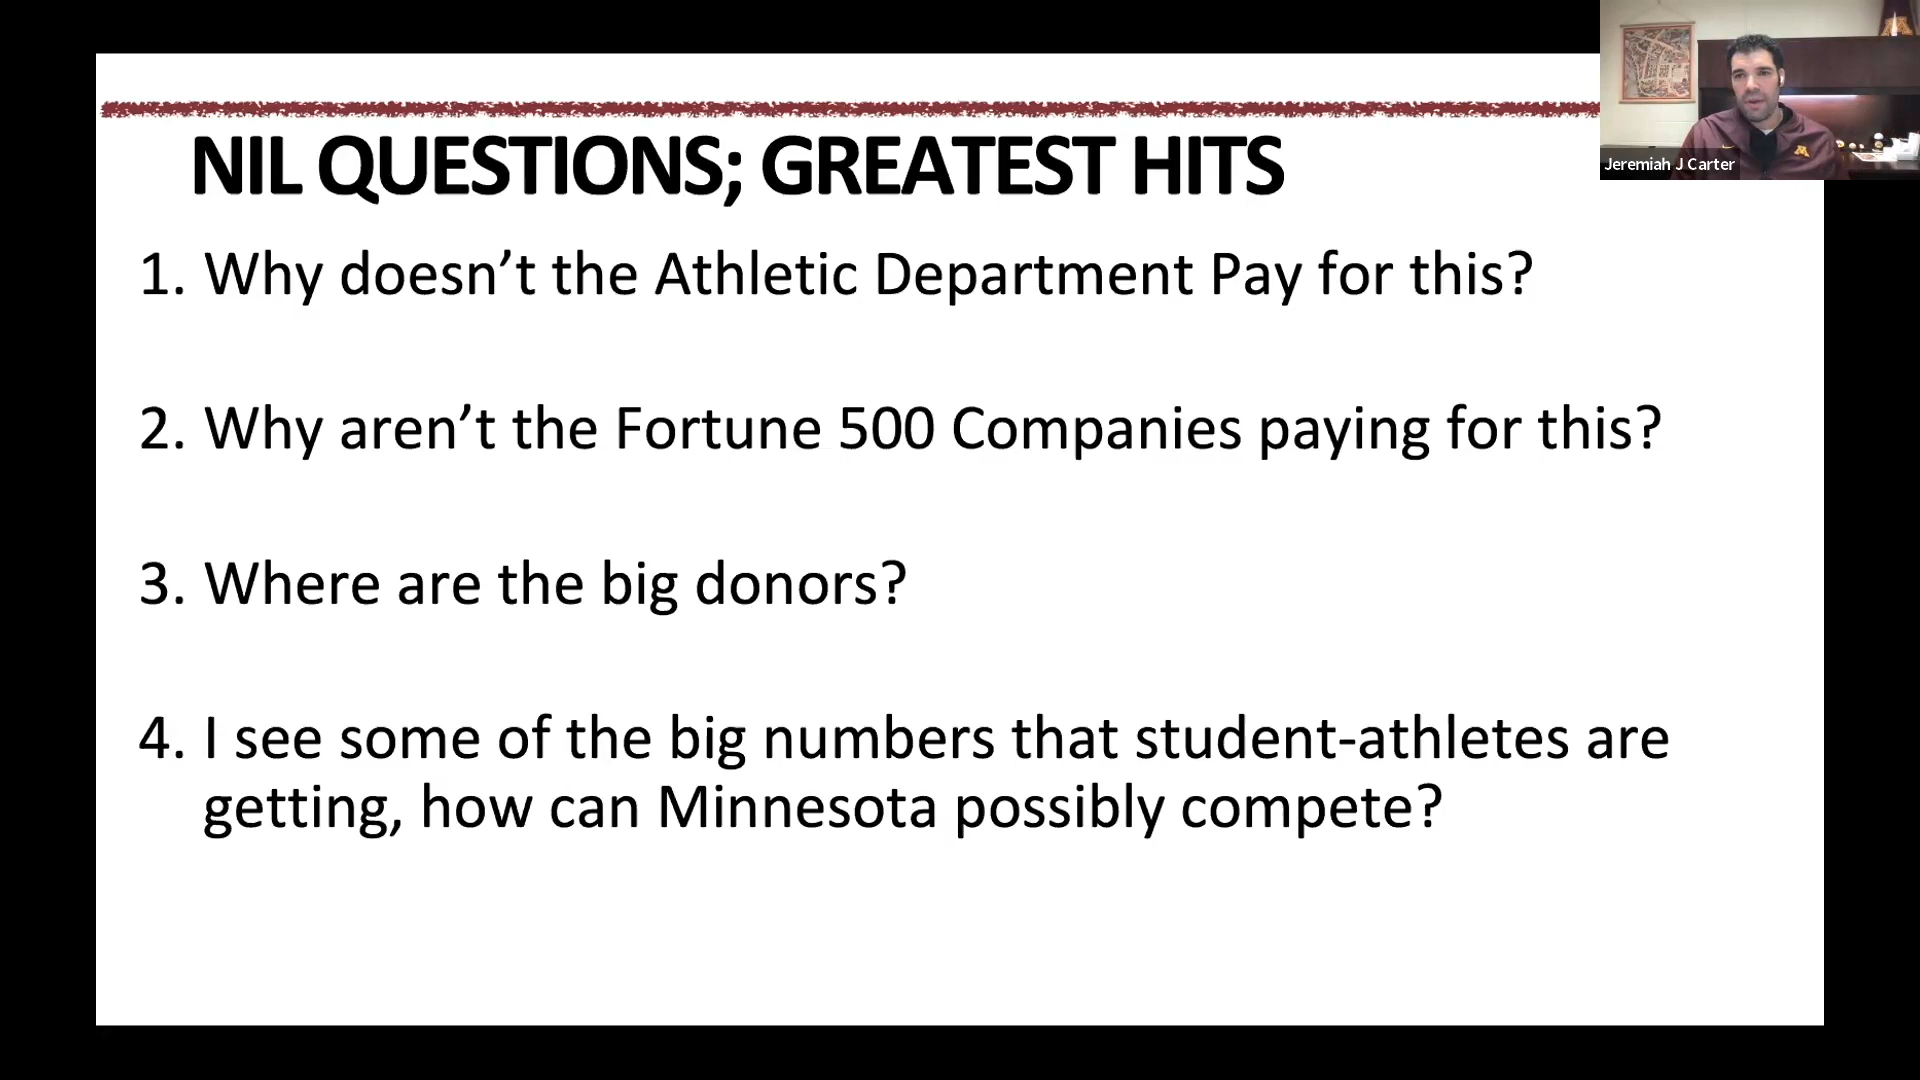 NIL QUESTIONS; GREATEST HITS
1. Why doesn’t the Athletic Department Pay for this?
2. Why aren’t the Fortune 500 Companies paying for this?
3. Where are the big donors?
4. I see some of the big numbers that student-athletes are
getting, how can Minnesota possibly compete?
Jeremiah J Carter